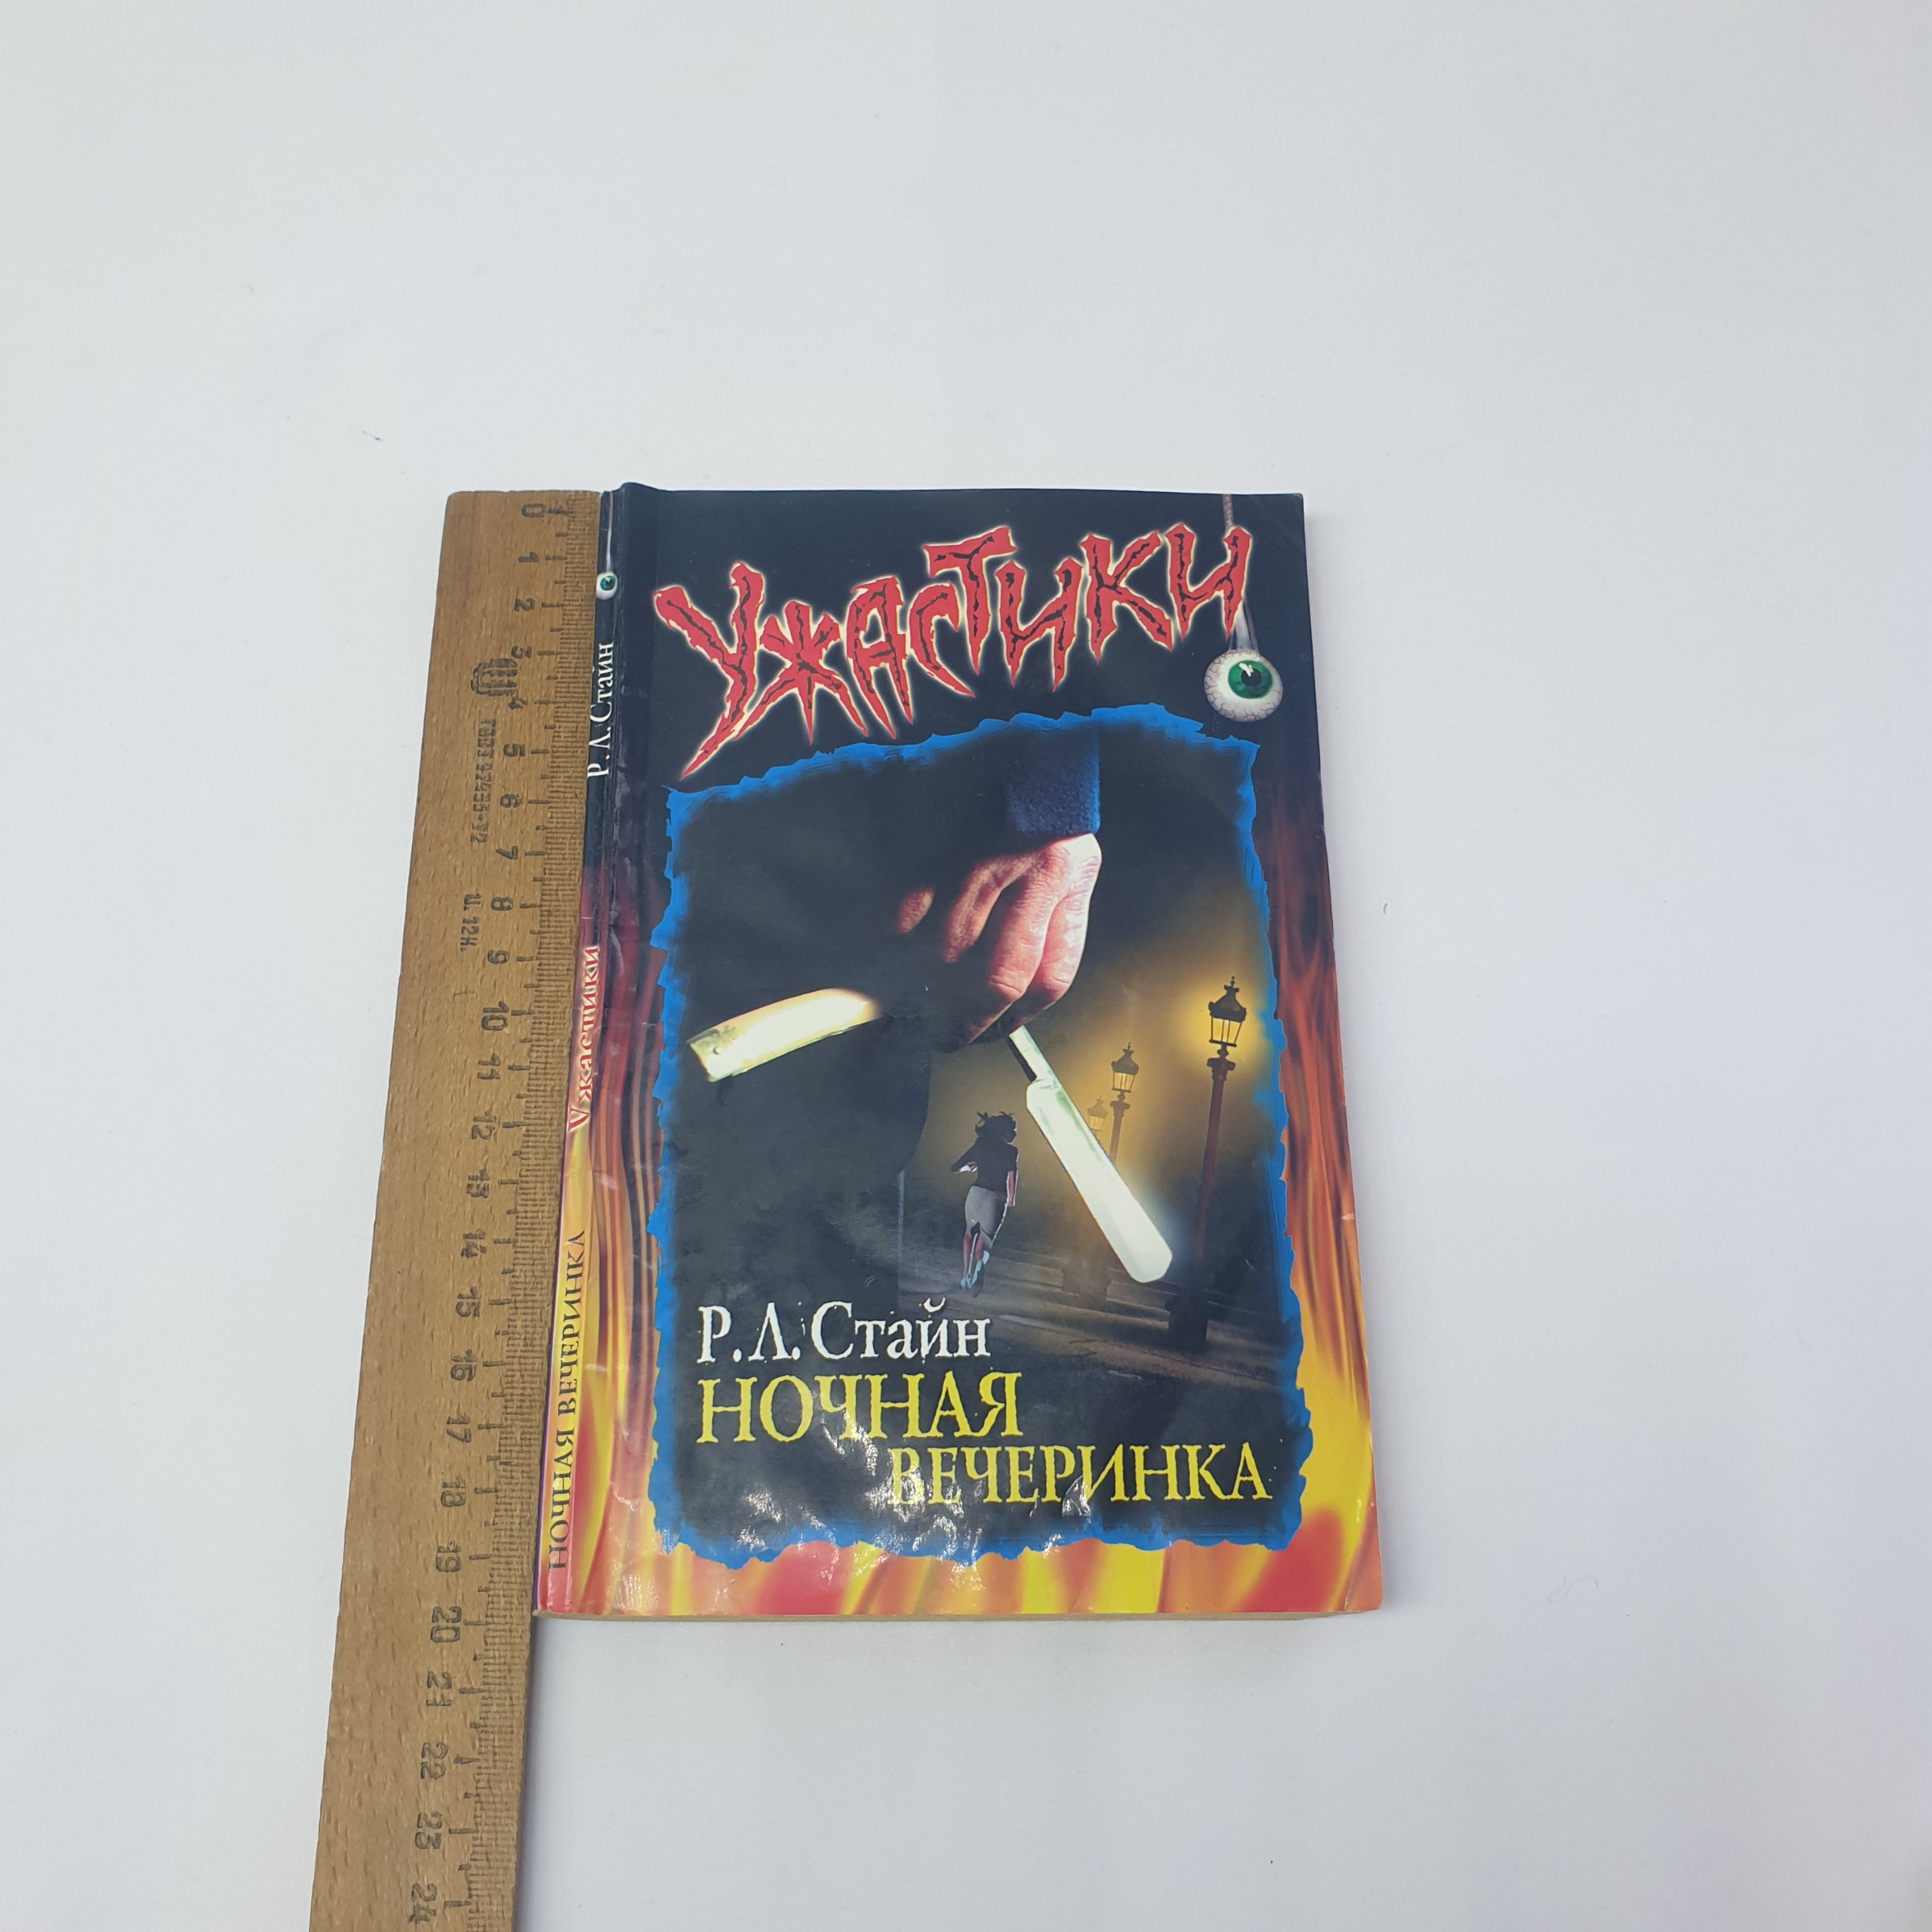 УЖАСТИКИ
Р.Л. Стайн
НОЧНАЯ
ВЕЧЕРИНКА
Р. Л. Стайн
Ужастики
НОЧНАЯ ВЕЧЕРИНКА
0 1 2 3 4 5 6 7 8 9 10 11 12 13 14 15 16 17 18 19 20 21 22 23 24